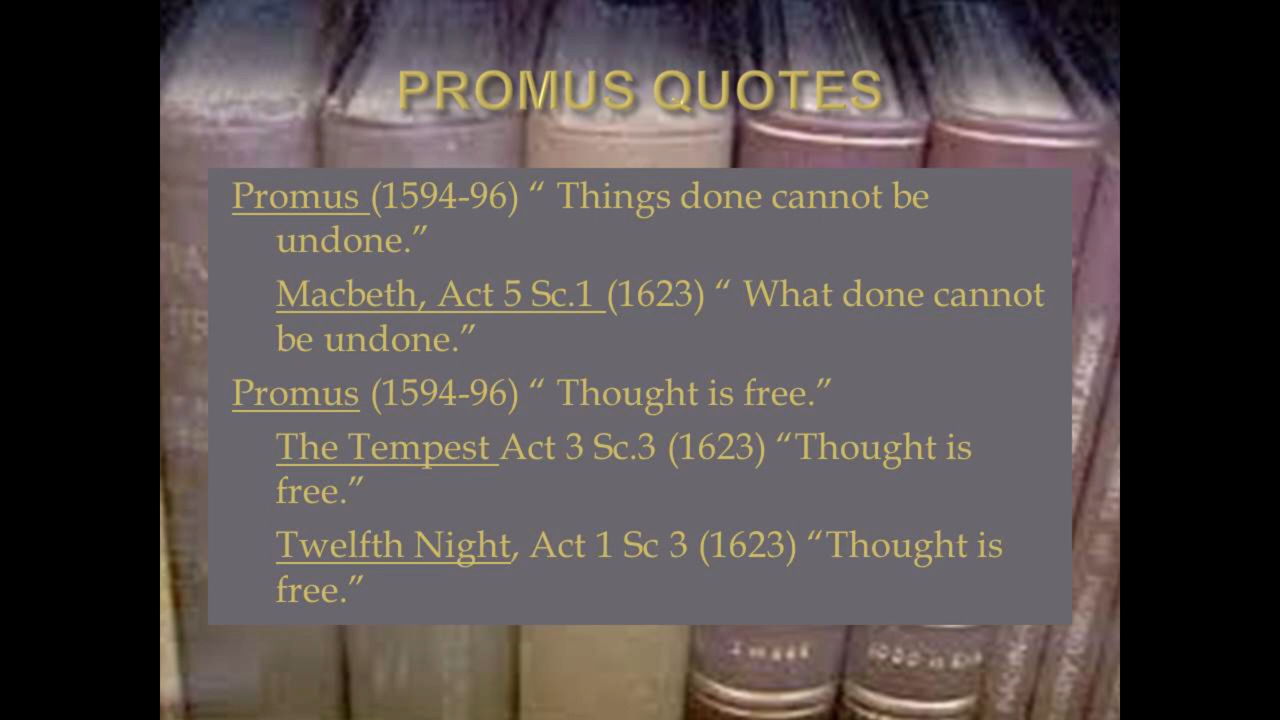 PROMUS QUOTES
Promus (1594-96) “ Things done cannot be
undone.”
Macbeth, Act 5 Sc.1 (1623) “ What done cannot
be undone.”
Promus (1594-96) “ Thought is free.”
The Tempest Act 3 Sc.3 (1623) “Thought is
free.”
Twelfth Night, Act 1 Sc 3 (1623) “Thought is
free.”